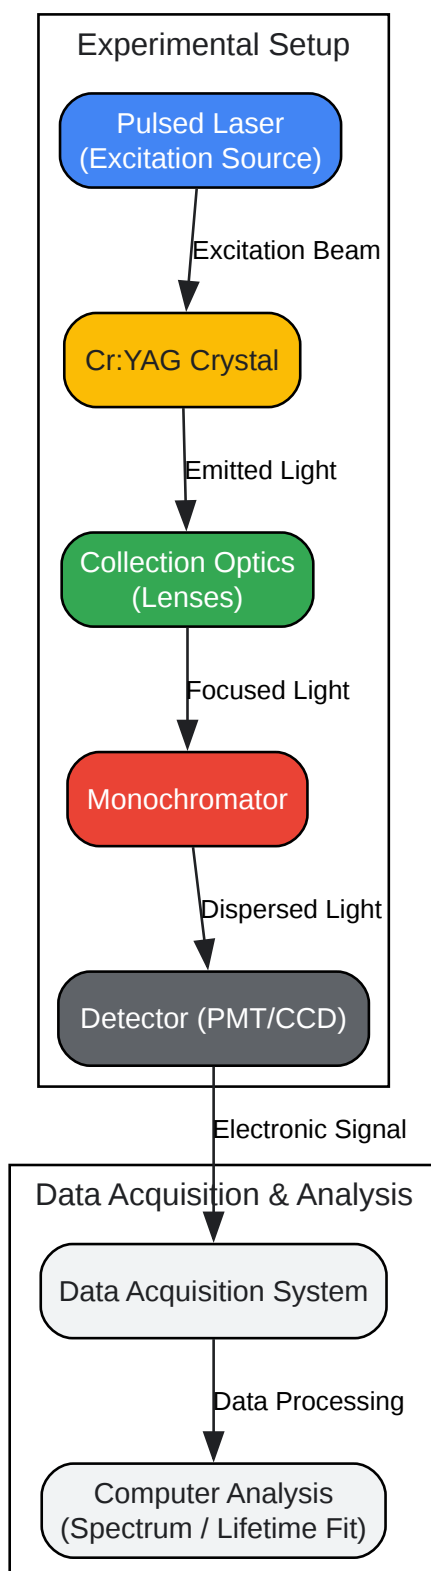 Experimental Setup
Pulsed Laser
(Excitation Source)
Excitation Beam
Cr:YAG Crystal
Emitted Light
Collection Optics
(Lenses)
Focused Light
Monochromator
Dispersed Light
Detector (PMT/CCD)
Electronic Signal
Data Acquisition & Analysis
Data Acquisition System
Data Processing
Computer Analysis
(Spectrum / Lifetime Fit)